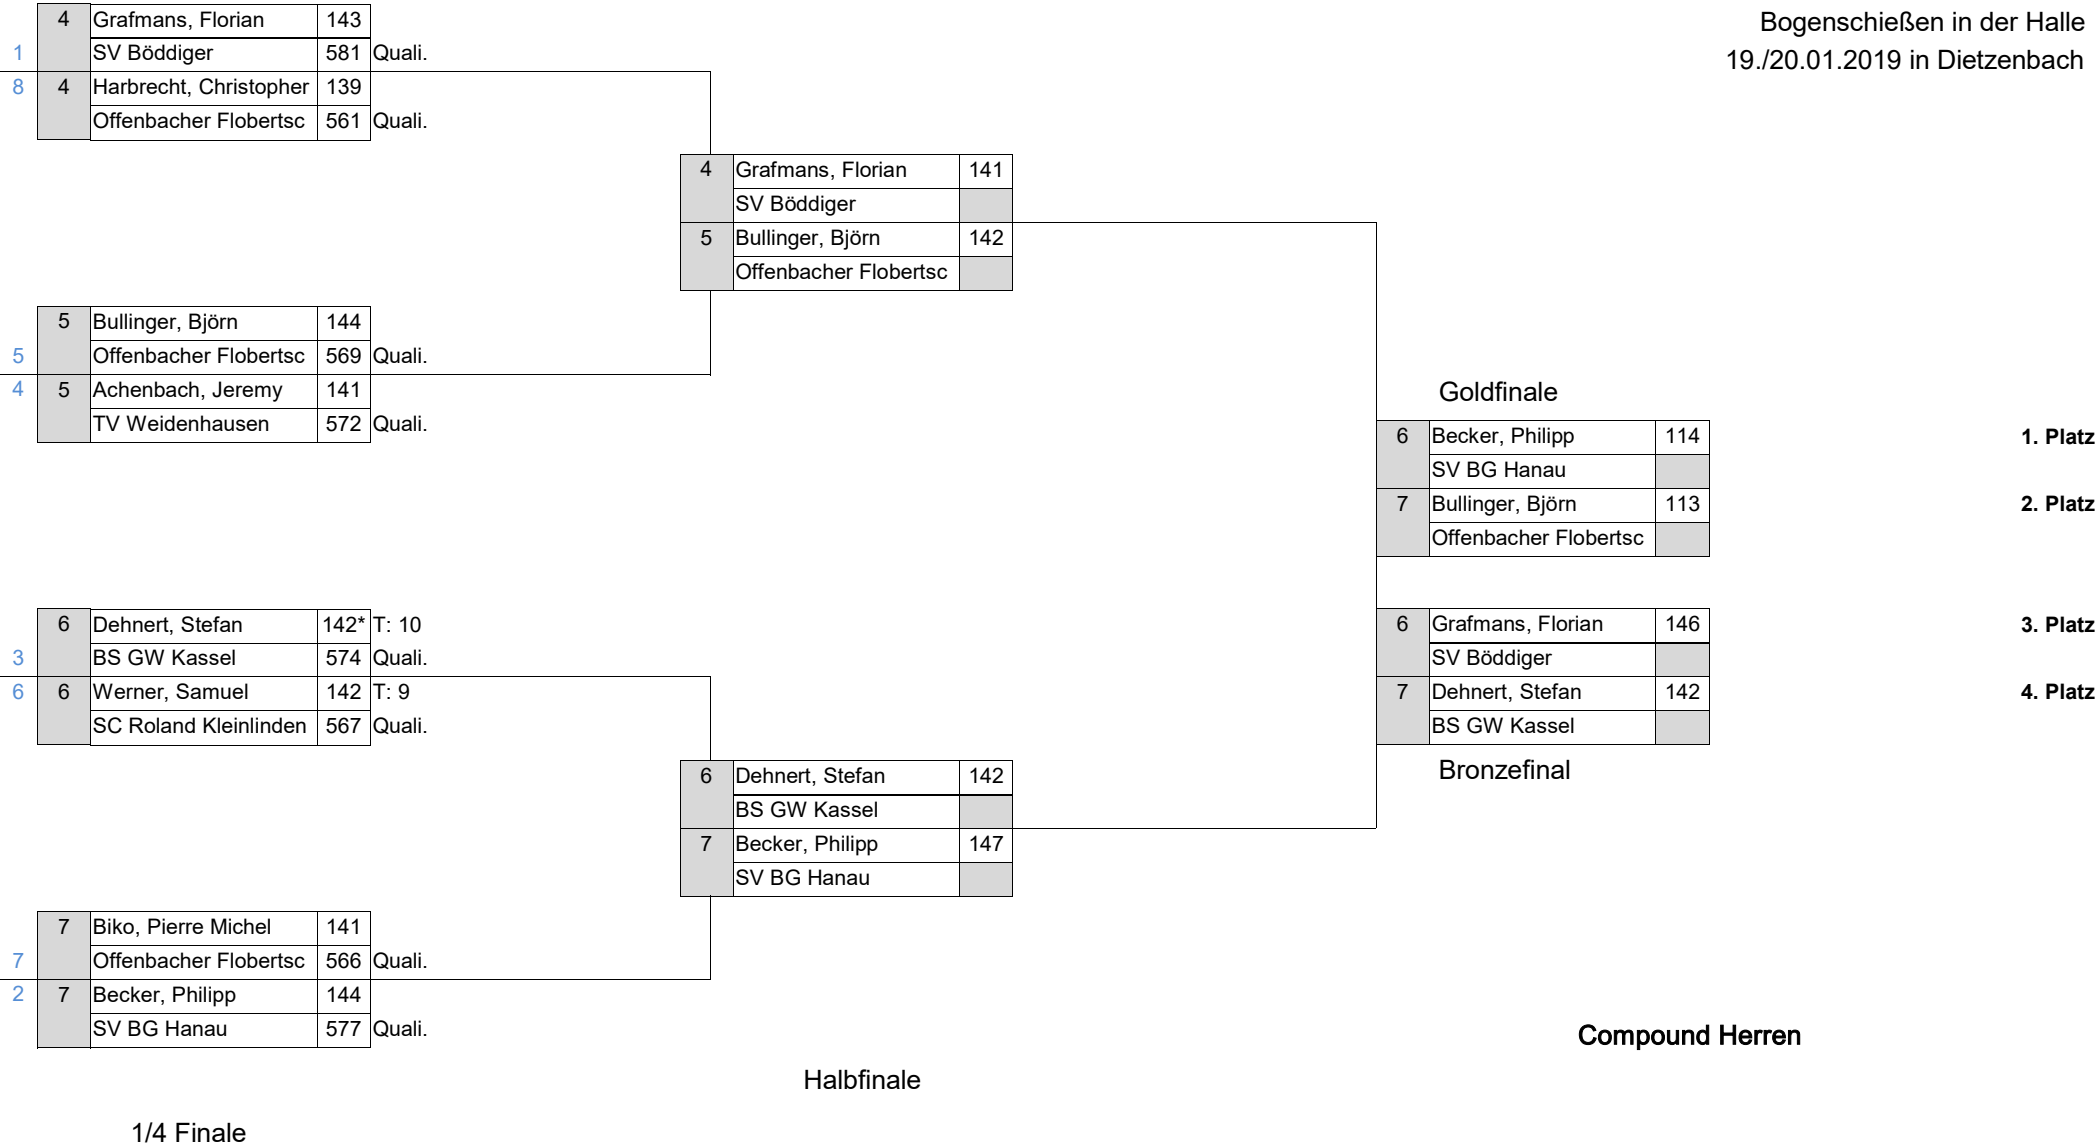 Bogenschießen in der Halle
19./20.01.2019 in Dietzenbach
4 Grafmans, Florian 143
1 SV Böddiger 581 Quali.
8 4 Harbrecht, Christopher 139
Offenbacher Flobertsc 561 Quali.
5 Bullinger, Björn 144
5 Offenbacher Flobertsc 569 Quali.
4 5 Achenbach, Jeremy 141
TV Weidenhausen 572 Quali.
6 Dehnert, Stefan 142* T: 10
3 BS GW Kassel 574 Quali.
6 6 Werner, Samuel 142 T: 9
SC Roland Kleinlinden 567 Quali.
7 Biko, Pierre Michel 141
7 Offenbacher Flobertsc 566 Quali.
2 7 Becker, Philipp 144
SV BG Hanau 577 Quali.
1/4 Finale
4 Grafmans, Florian 141
SV Böddiger
5 Bullinger, Björn 142
Offenbacher Flobertsc
6 Dehnert, Stefan 142
BS GW Kassel
7 Becker, Philipp 147
SV BG Hanau
Halbfinale
Goldfinale
6 Becker, Philipp 114 1. Platz
SV BG Hanau
7 Bullinger, Björn 113 2. Platz
Offenbacher Flobertsc
6 Grafmans, Florian 146 3. Platz
SV Böddiger
7 Dehnert, Stefan 142 4. Platz
BS GW Kassel
Bronzefinal
Compound Herren